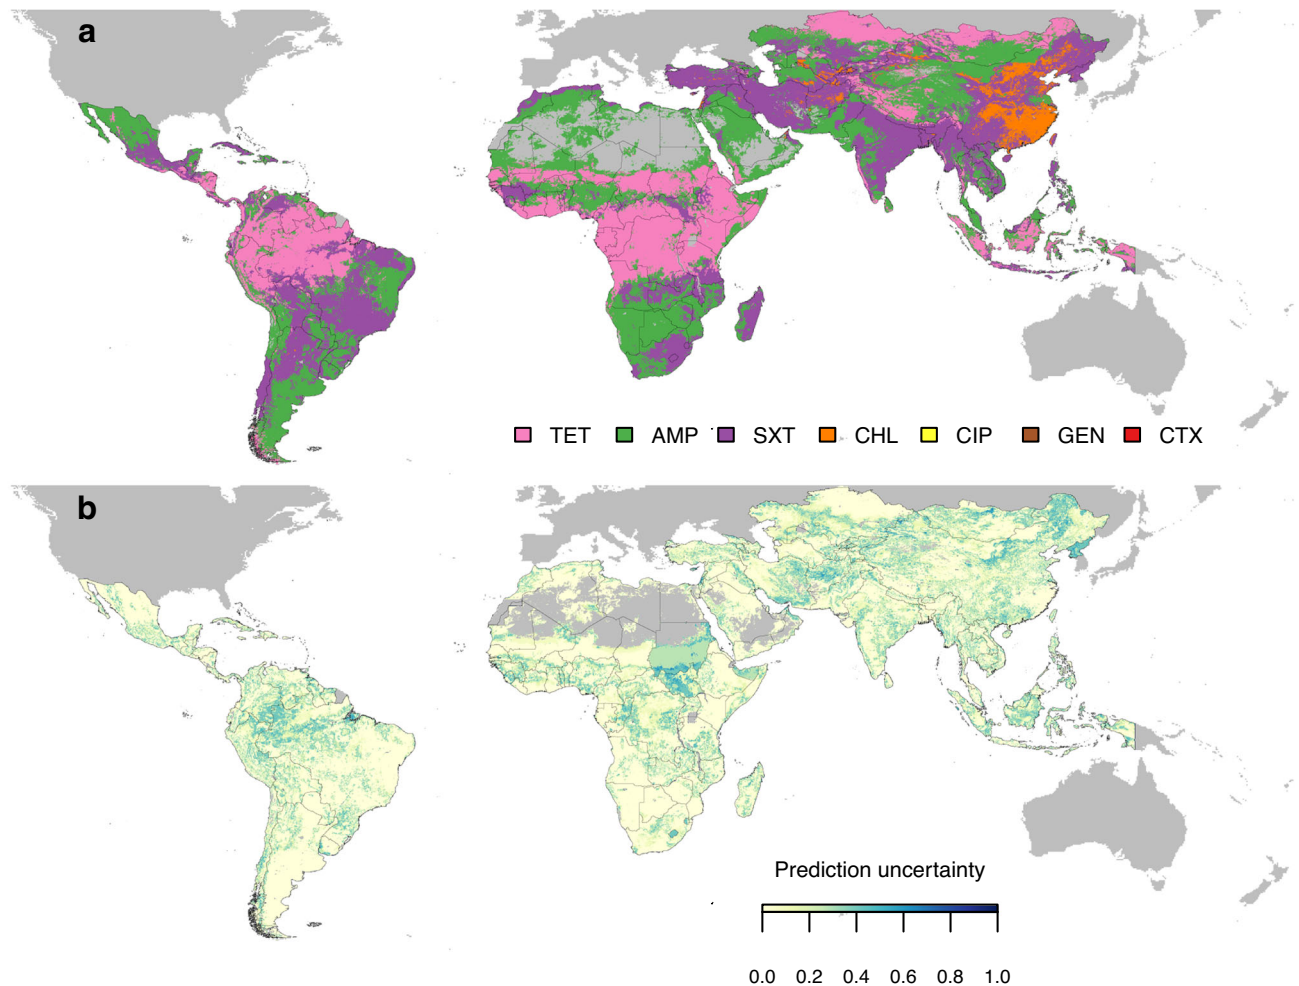 a
TET AMP SXT CHL CIP GEN CTX
b
Prediction uncertainty
0.0 0.2 0.4 0.6 0.8 1.0